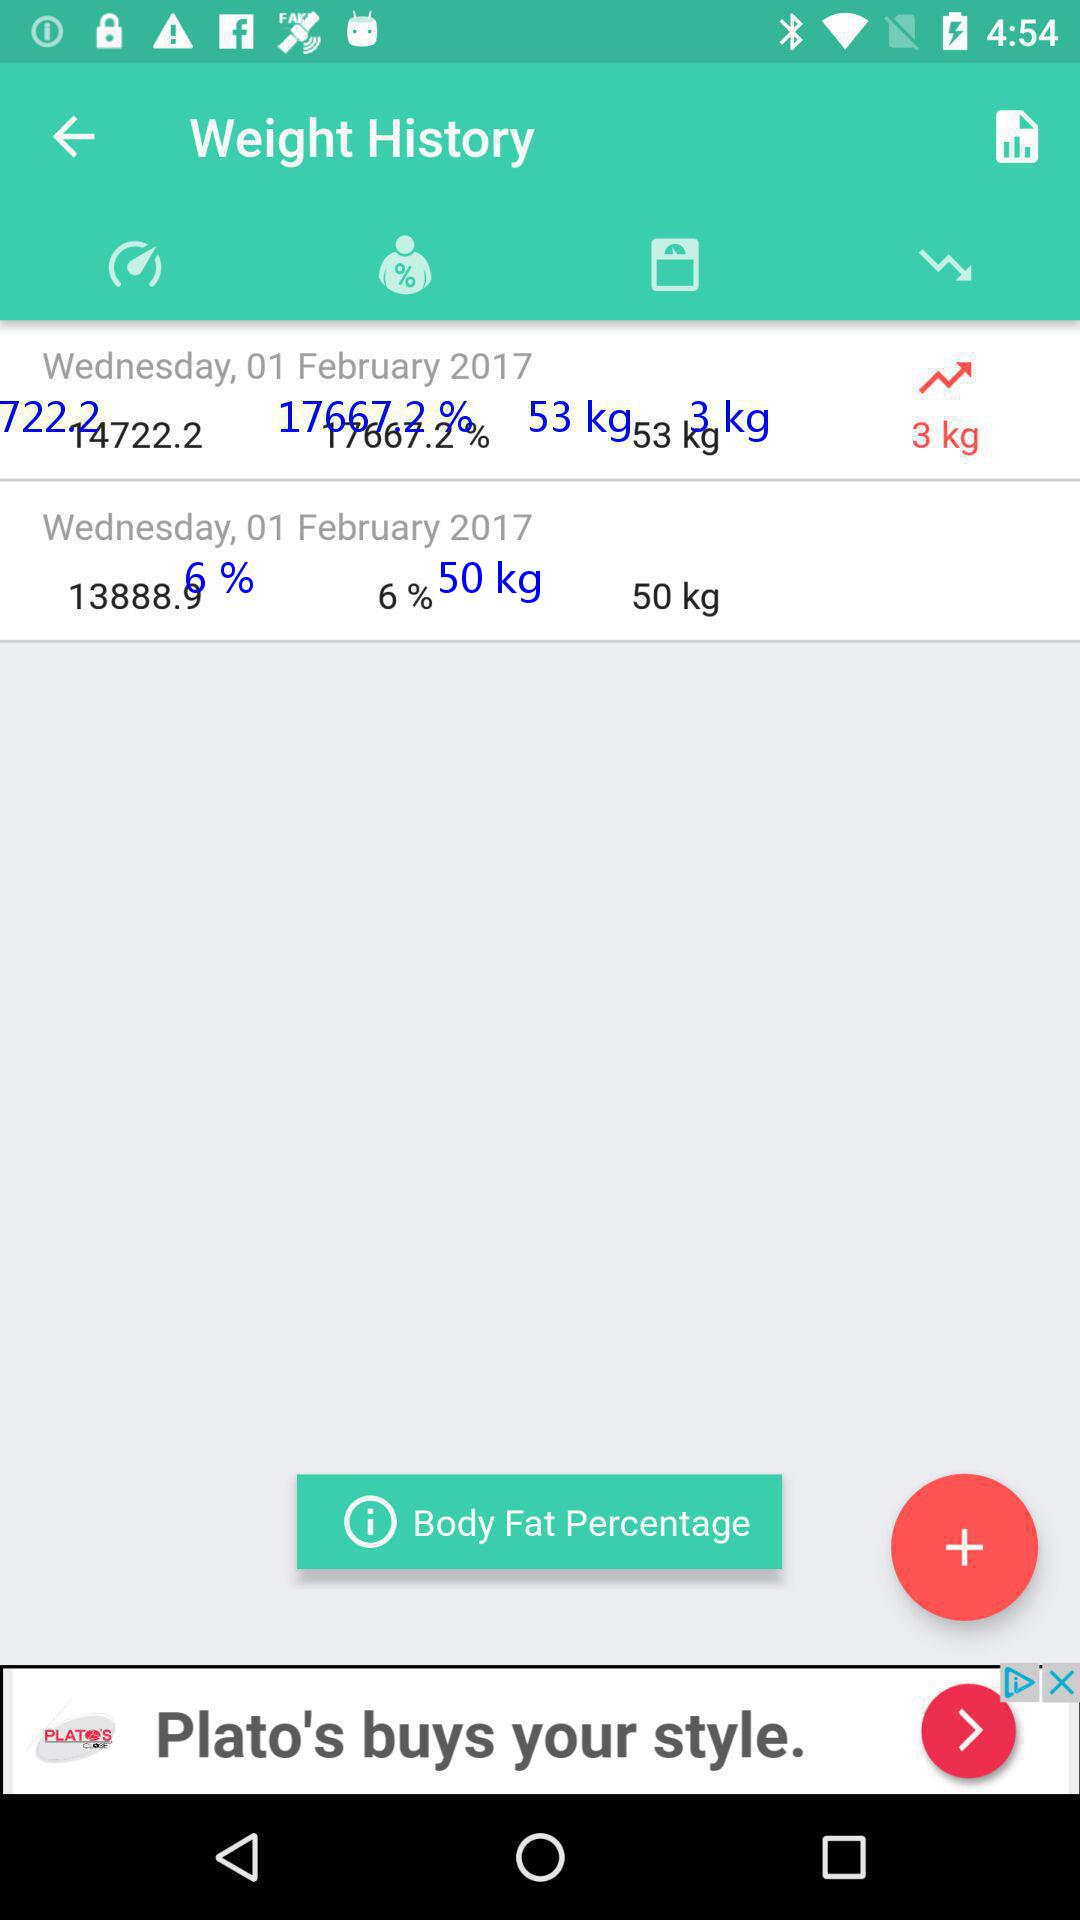 FAKE
4:54
Weight History
%
Wednesday, 01 February 2017
722.2 17667.2 % 53 kg 3 kg
14722.2 17667.2 % 53 kg 3 kg
Wednesday, 01 February 2017
6 % 50 kg
13888.9 6 % 50 kg
Body Fat Percentage
PLATO'S
CLOSET
Plato's buys your style.